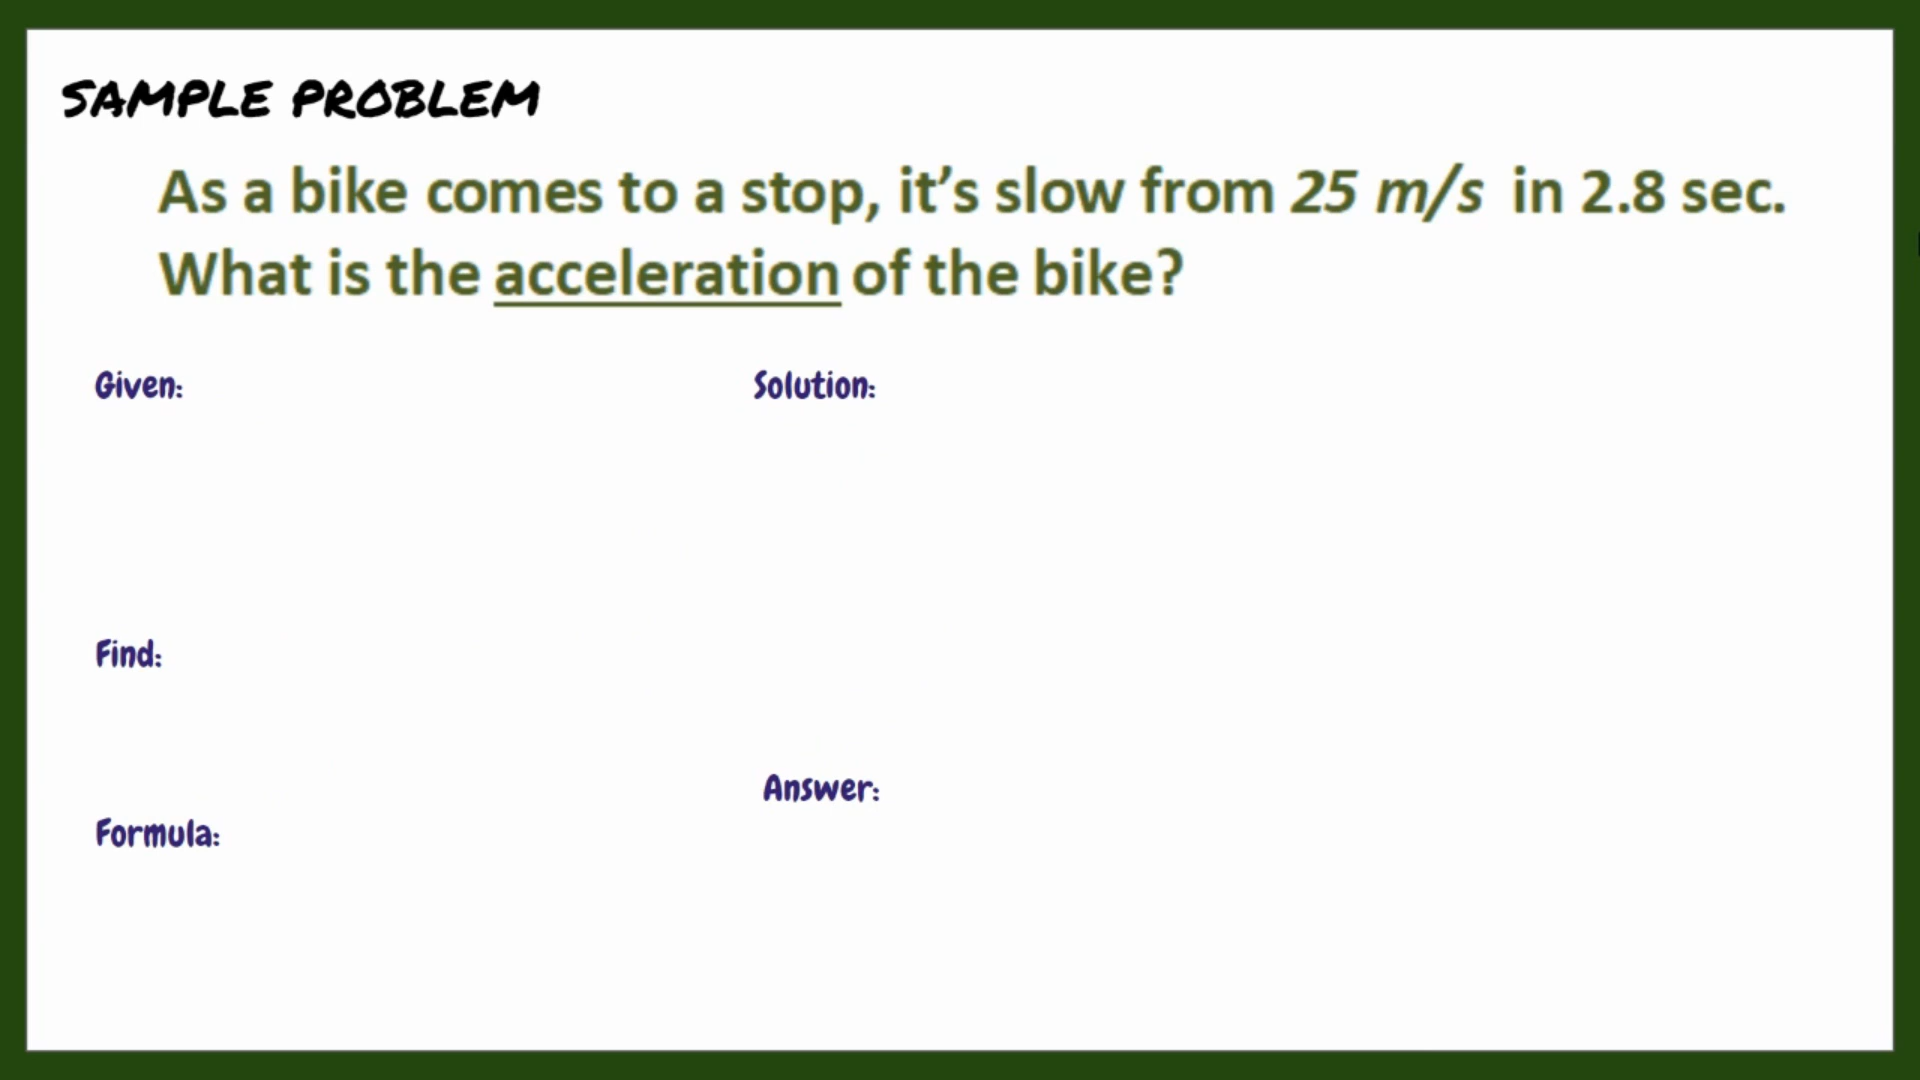 SAMPLE PROBLEM
As a bike comes to a stop, it's slow from 25 m/s in 2.8 sec.
What is the acceleration of the bike?
Given:
Solution:
Find:
Answer:
Formula: